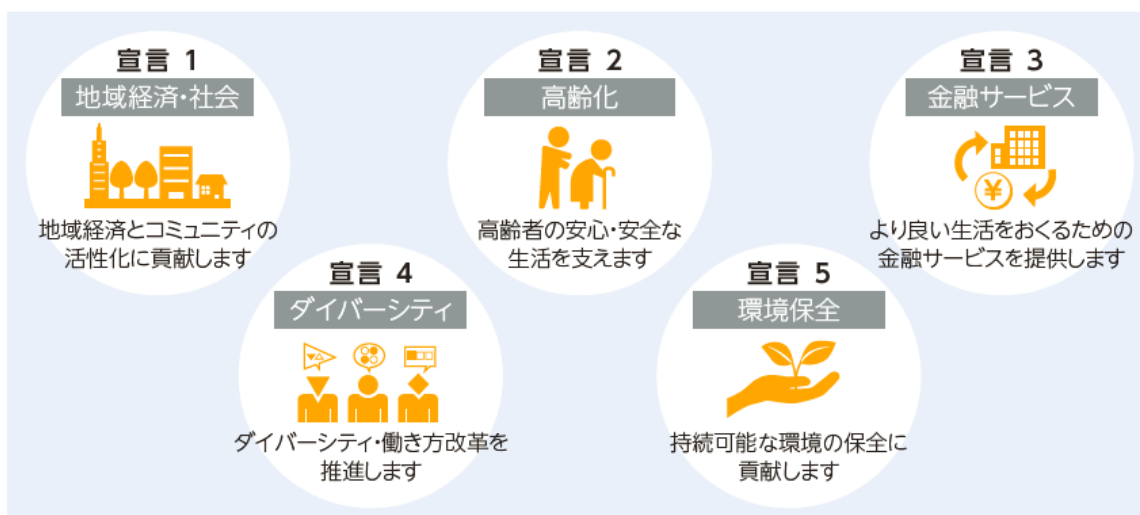 宣言 1
地域経済・社会
地域経済とコミュニティの
活性化に貢献します
宣言 2
高齢化
高齢者の安心・安全な
生活を支えます
宣言 3
金融サービス
¥
より良い生活をおくるための
金融サービスを提供します
宣言 4
ダイバーシティ
ダイバーシティ・働き方改革を
推進します
宣言 5
環境保全
持続可能な環境の保全に
貢献します